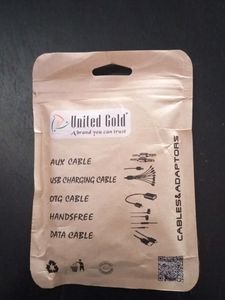 United Gold®
A brand you can trust
AUX CABLE
USB CHARGING CABLE
OTG CABLE
HANDSFREE
DATA CABLE
CABLES&ADAPTORS